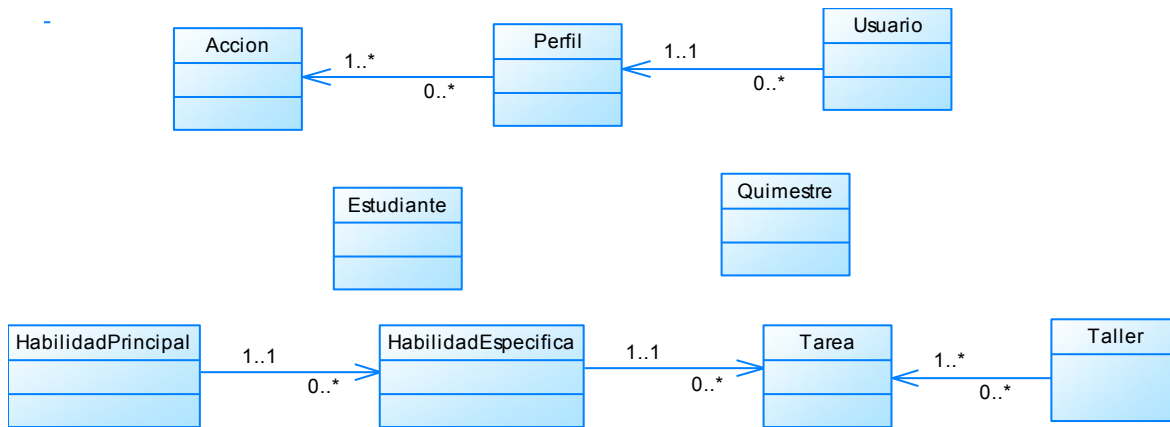 Accion
Perfil
Usuario
1..*
0..*
1..1
0..*
Estudiante
Quimestre
HabilidadPrincipal
HabilidadEspecifica
Tarea
Taller
1..1
0..*
1..1
0..*
1..*
0..*